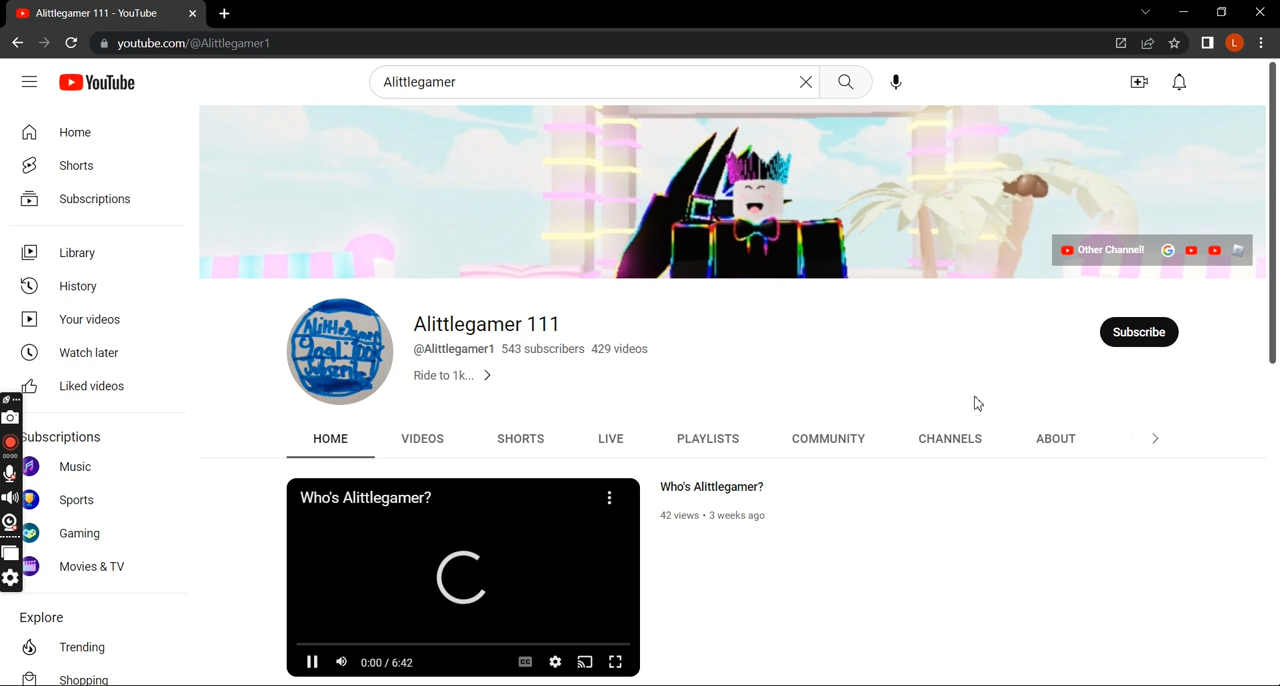 Alittlegamer 111 - YouTube
youtube.com/@Alittlegamer1
L
YouTube
Alittlegamer
Home
Shorts
Subscriptions
Library
History
Your videos
Watch later
Liked videos
Subscriptions
Music
Sports
Gaming
Movies & TV
Explore
Trending
Shopping
00:00
Other Channel!
Alittlegamer 111
@Alittlegamer1 543 subscribers 429 videos
Ride to 1k...
Subscribe
HOME VIDEOS SHORTS LIVE PLAYLISTS COMMUNITY CHANNELS ABOUT
Who's Alittlegamer?
CC
0:00 / 6:42
Who's Alittlegamer?
42 views • 3 weeks ago